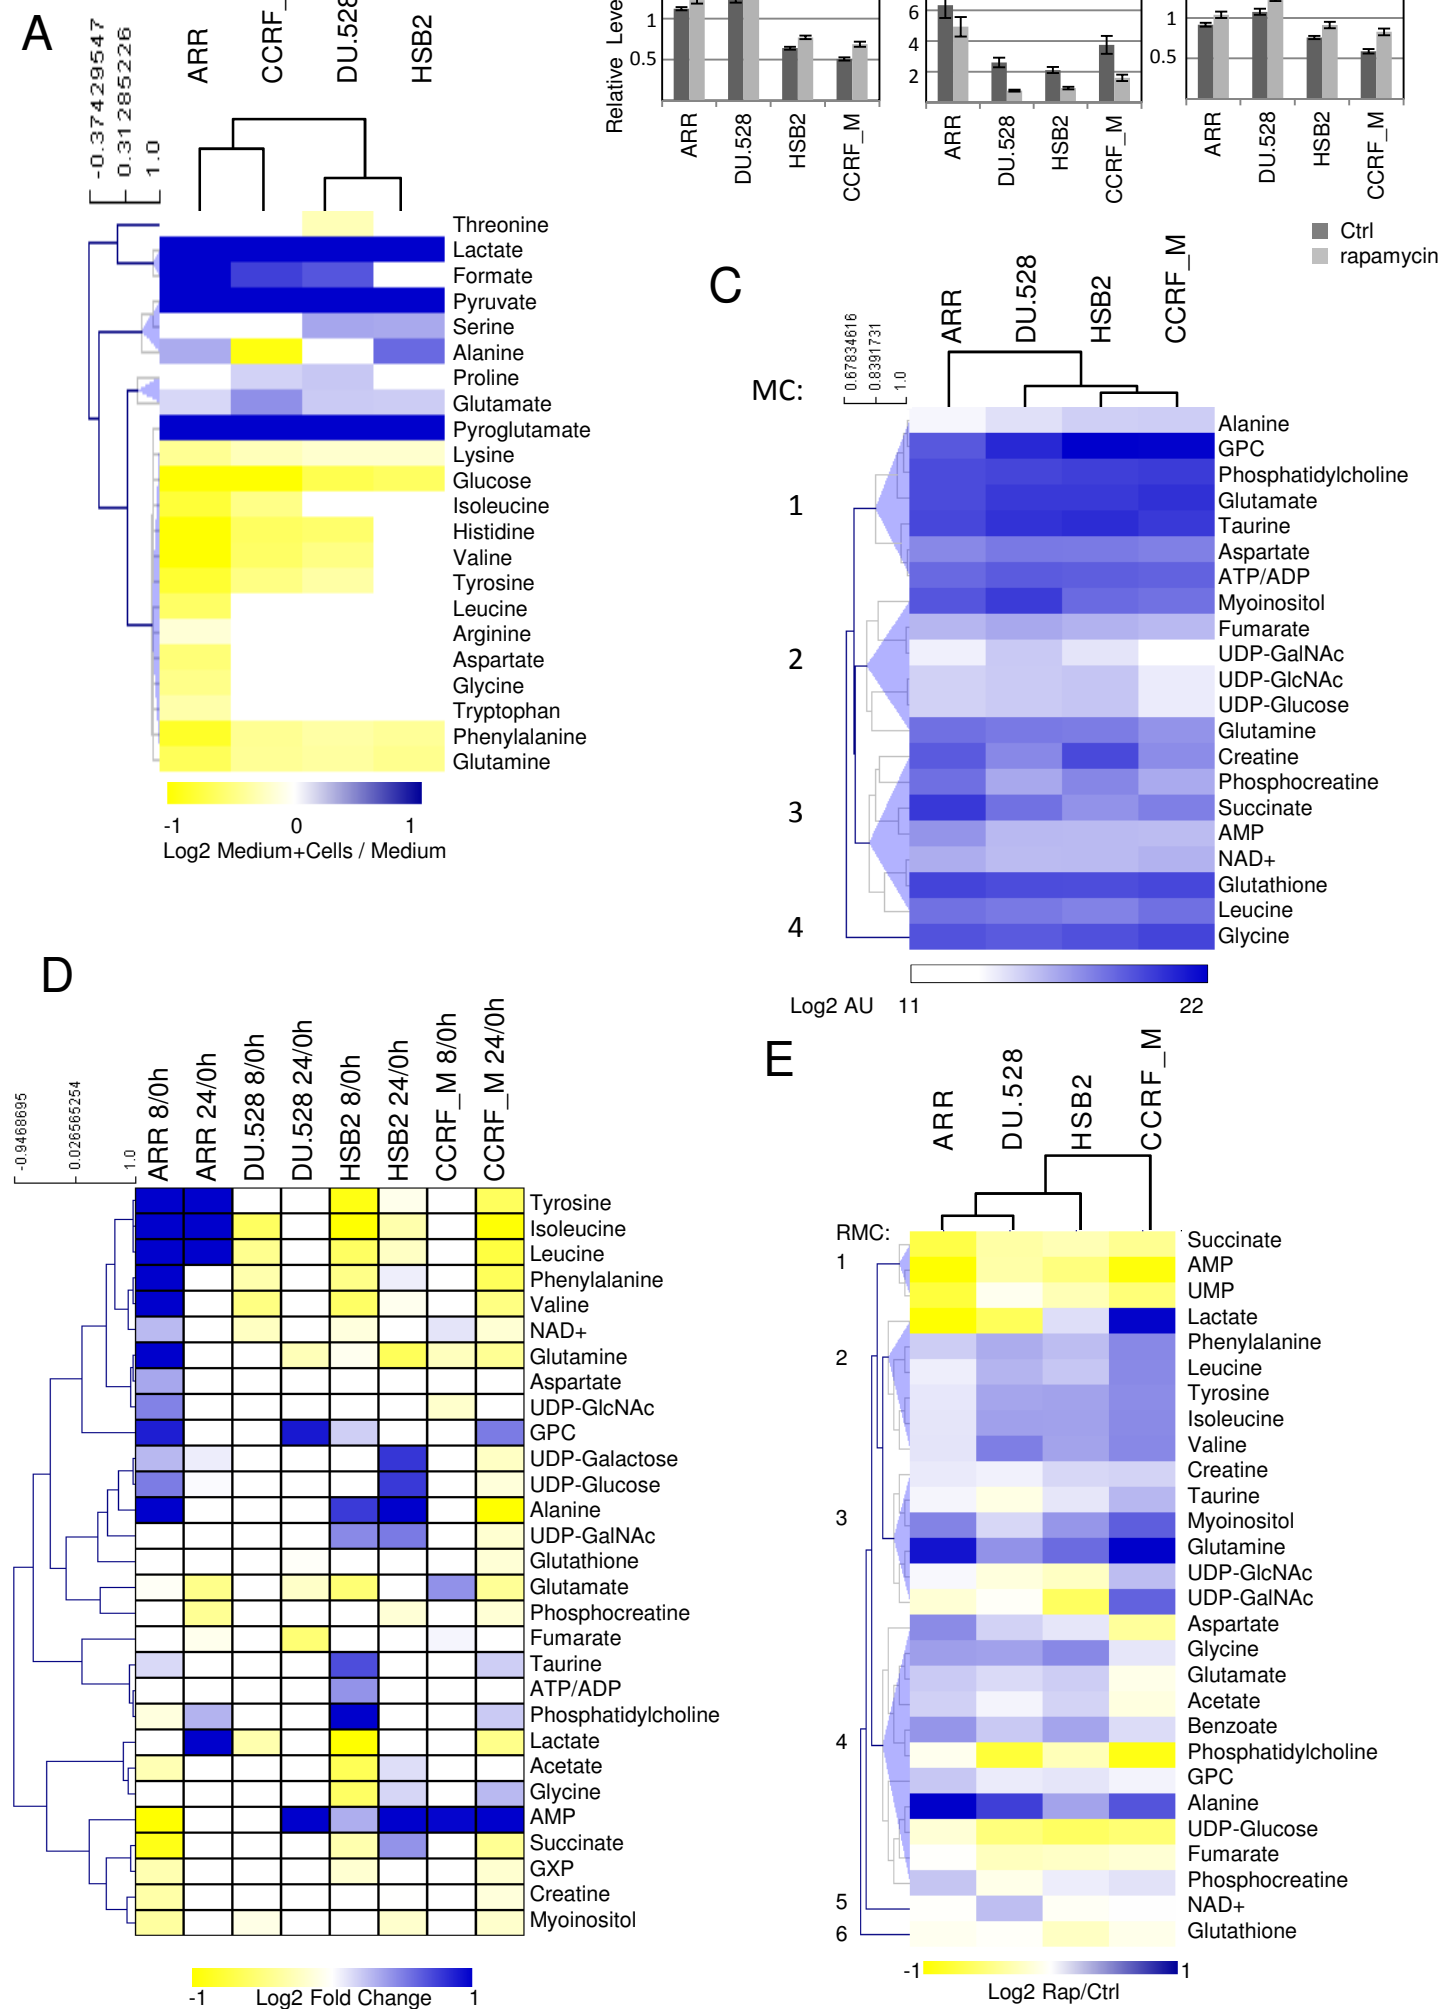 A
-0.37429547
0.31285226
1.0
ARR
CCRF_
DU.528
HSB2
Threonine
Lactate
Formate
Pyruvate
Serine
Alanine
Proline
Glutamate
Pyroglutamate
Lysine
Glucose
Isoleucine
Histidine
Valine
Tyrosine
Leucine
Arginine
Aspartate
Glycine
Tryptophan
Phenylalanine
Glutamine
-1 0 1
Log2 Medium+Cells / Medium
Relative Leve
1
0.5
ARR
DU.528
HSB2
CCRF_M
6
4
2
ARR
DU.528
HSB2
CCRF_M
1
0.5
ARR
DU.528
HSB2
CCRF_M
Ctrl
rapamycin
C
0.67834616
0.8391731
1.0
MC:
ARR
DU.528
HSB2
CCRF_M
1
2
3
4
Alanine
GPC
Phosphatidylcholine
Glutamate
Taurine
Aspartate
ATP/ADP
Myoinositol
Fumarate
UDP-GalNAc
UDP-GlcNAc
UDP-Glucose
Glutamine
Creatine
Phosphocreatine
Succinate
AMP
NAD+
Glutathione
Leucine
Glycine
Log2 AU 11 22
D
-0.9468695
0.026565254
1.0
ARR 8/0h
ARR 24/0h
DU.528 8/0h
DU.528 24/0h
HSB2 8/0h
HSB2 24/0h
CCRF_M 8/0h
CCRF_M 24/0h
Tyrosine
Isoleucine
Leucine
Phenylalanine
Valine
NAD+
Glutamine
Aspartate
UDP-GlcNAc
GPC
UDP-Galactose
UDP-Glucose
Alanine
UDP-GalNAc
Glutathione
Glutamate
Phosphocreatine
Fumarate
Taurine
ATP/ADP
Phosphatidylcholine
Lactate
Acetate
Glycine
AMP
Succinate
GXP
Creatine
Myoinositol
-1 Log2 Fold Change 1
E
ARR
DU.528
HSB2
CCRF_M
RMC:
1
2
3
4
5
6
Succinate
AMP
UMP
Lactate
Phenylalanine
Leucine
Tyrosine
Isoleucine
Valine
Creatine
Taurine
Myoinositol
Glutamine
UDP-GlcNAc
UDP-GalNAc
Aspartate
Glycine
Glutamate
Acetate
Benzoate
Phosphatidylcholine
GPC
Alanine
UDP-Glucose
Fumarate
Phosphocreatine
NAD+
Glutathione
-1 1
Log2 Rap/Ctrl